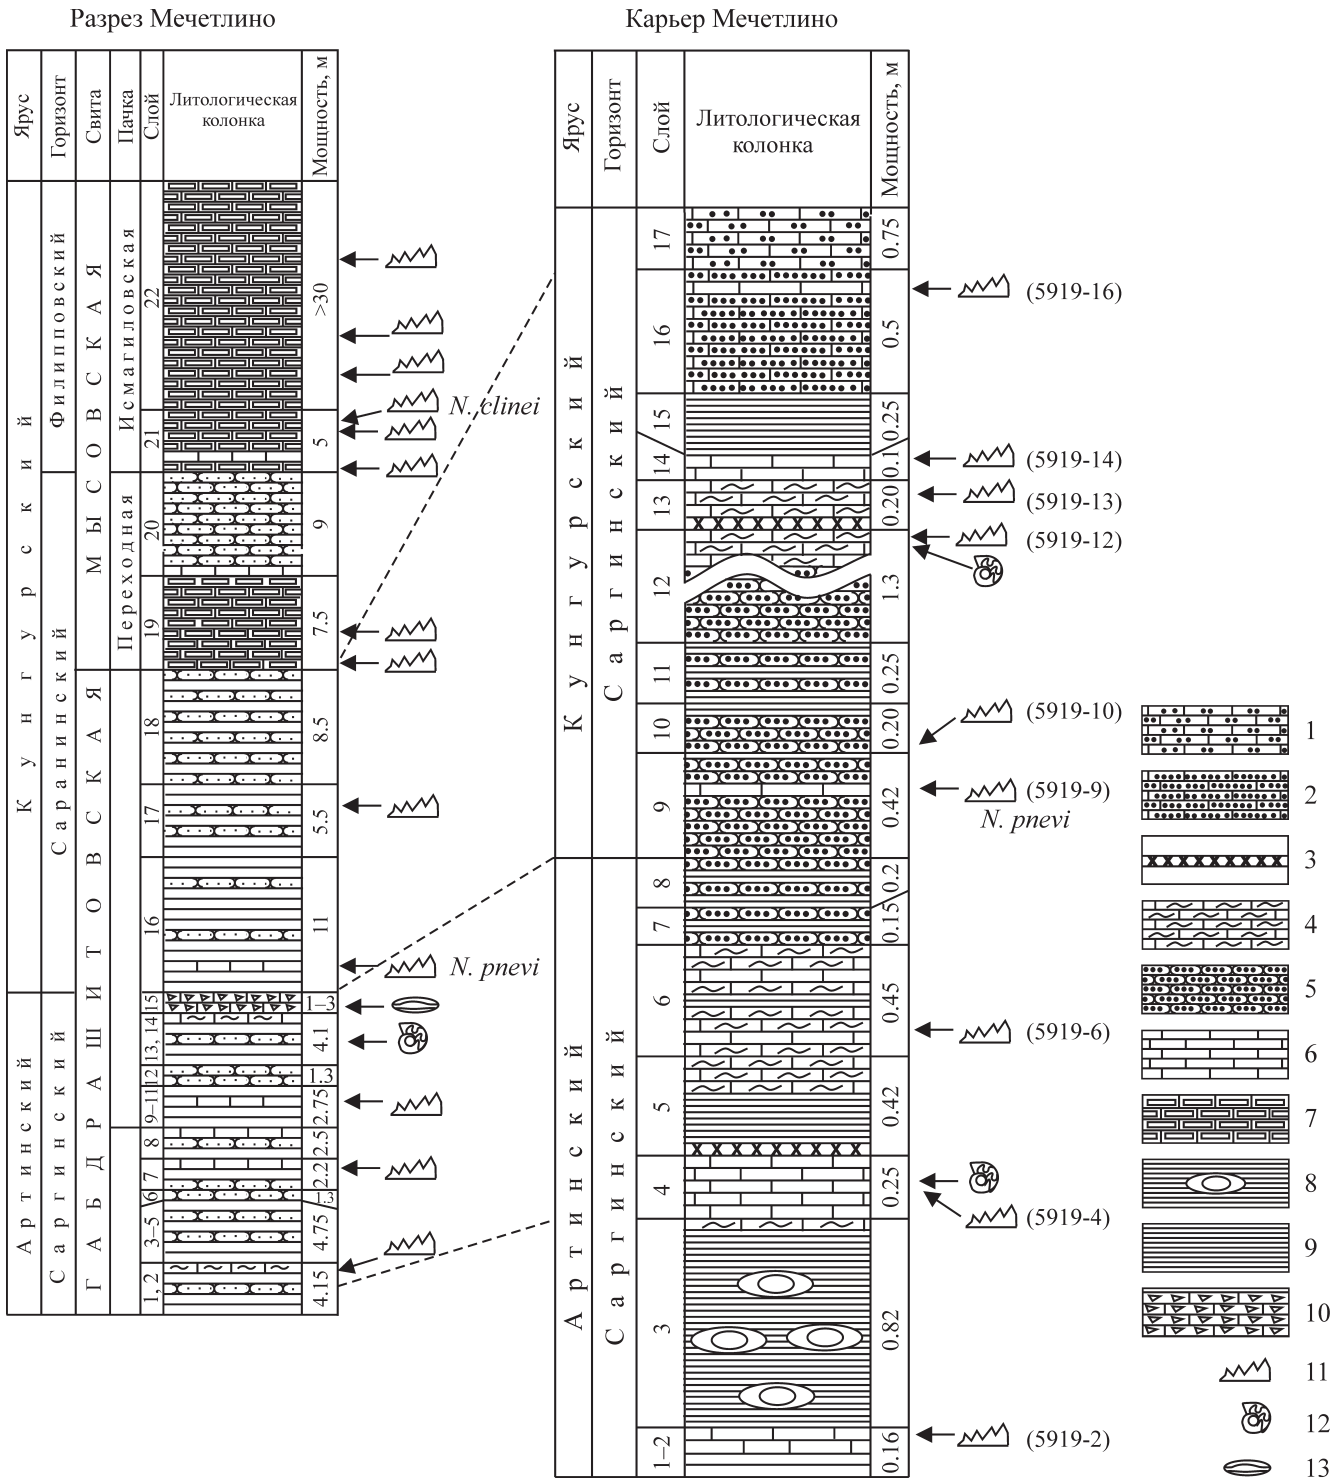 Разрез Мечетлино
Ярус
Горизонт
Свита
Пачка
Слой
Литологическая
колонка
Мощность, м
Кунгурский
Артинский
Филипповский
Саранинский
Саргинский
МЫСОВСКАЯ
ГАБДРАШИТОВСКАЯ
Исмагиловская
Переходная
22
>30
21
5
20
9
19
7.5
18
8.5
17
5.5
16
11
15
1–3
13, 14
4.1
12
1.3
9–11
2.75
8
2.5
7
2.2
6
1.3
3–5
4.75
1, 2
4.15
N. clinei
N. pnevi
Карьер Мечетлино
Ярус
Горизонт
Слой
Литологическая
колонка
Мощность, м
Кунгурский
Артинский
Саргинский
Саргинский
17
0.75
16
0.5
(5919-16)
15
0.25
14
0.1
(5919-14)
13
0.20
(5919-13)
12
1.3
(5919-12)
11
0.25
10
0.20
(5919-10)
9
0.42
(5919-9)
N. pnevi
8
0.2
7
0.15
6
0.45
(5919-6)
5
0.42
4
0.25
(5919-4)
3
0.82
1–2
0.16
(5919-2)
1
2
3
4
5
6
7
8
9
10
11
12
13